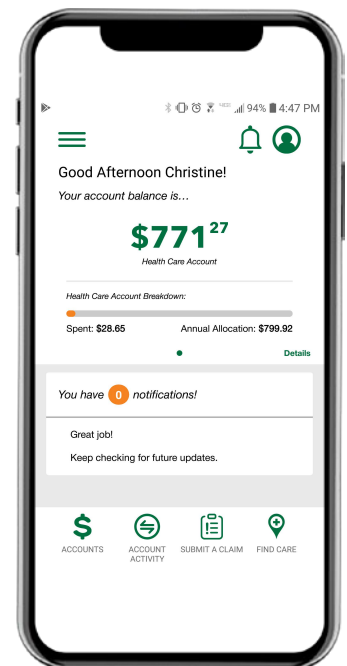 94% 4:47 PM
Good Afternoon Christine!
Your account balance is...
$771 27
Health Care Account
Health Care Account Breakdown:
Spent: $28.65 Annual Allocation: $799.92
Details
You have 0 notifications!
Great job!
Keep checking for future updates.
$
ACCOUNTS ACCOUNT SUBMIT A CLAIM FIND CARE
ACTIVITY